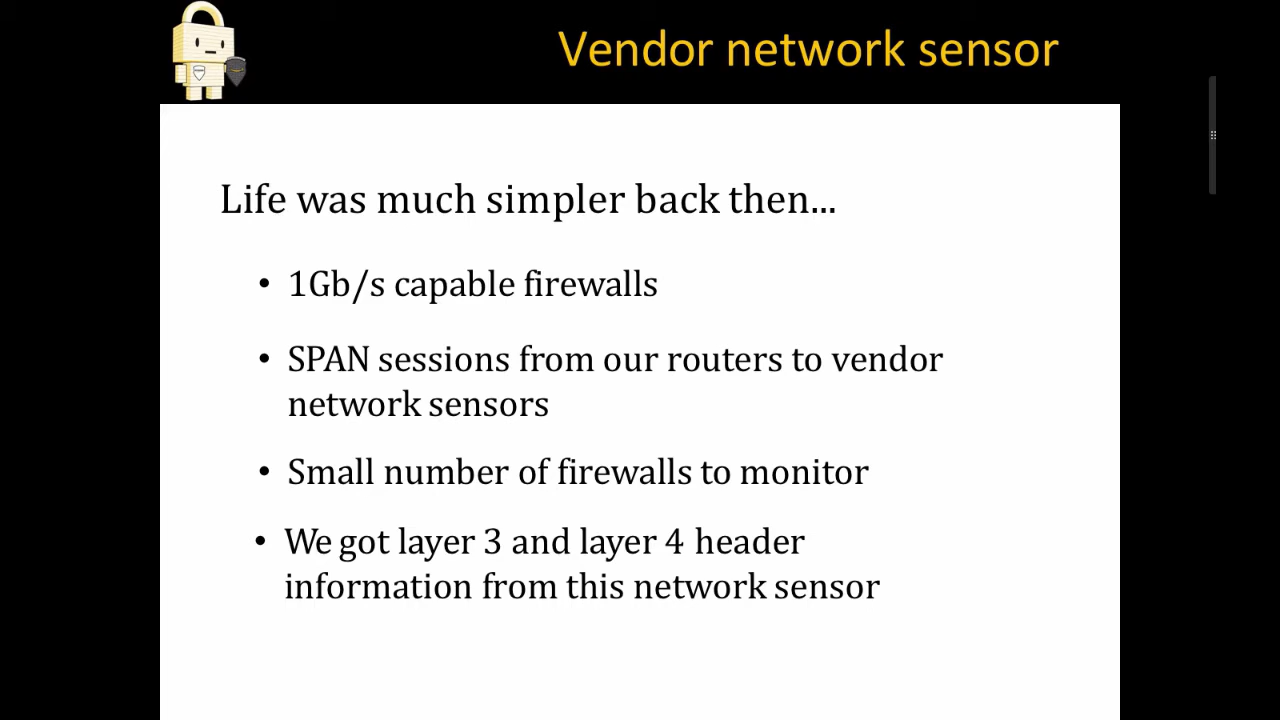 Vendor network sensor
Life was much simpler back then...
• 1Gb/s capable firewalls
• SPAN sessions from our routers to vendor
network sensors
• Small number of firewalls to monitor
• We got layer 3 and layer 4 header
information from this network sensor